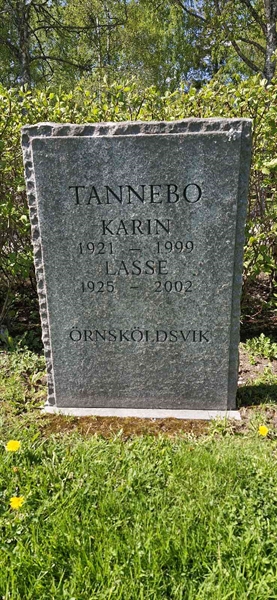 TANNEBO
KARIN
1921 – 1999
LASSE
1925 – 2002
ÖRNSKÖLDSVIK